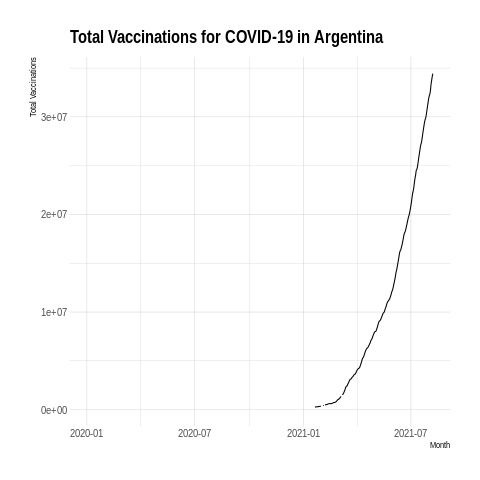 Total Vaccinations for COVID-19 in Argentina
Total Vaccinations
3e+07
2e+07
1e+07
0e+00
2020-01 2020-07 2021-01 2021-07
Month